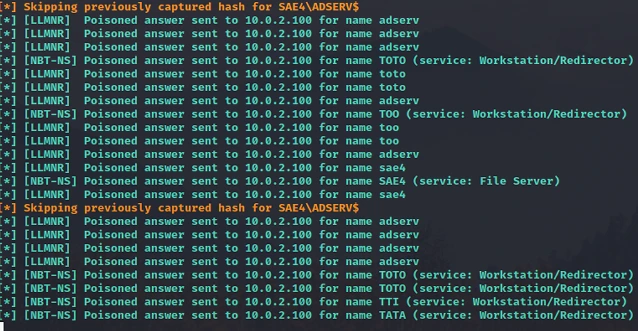 [*] Skipping previously captured hash for SAE4\ADSERV$
[*] [LLMNR]  Poisoned answer sent to 10.0.2.100 for name adserv
[*] [LLMNR]  Poisoned answer sent to 10.0.2.100 for name adserv
[*] [LLMNR]  Poisoned answer sent to 10.0.2.100 for name adserv
[*] [NBT-NS] Poisoned answer sent to 10.0.2.100 for name TOTO (service: Workstation/Redirector)
[*] [LLMNR]  Poisoned answer sent to 10.0.2.100 for name toto
[*] [LLMNR]  Poisoned answer sent to 10.0.2.100 for name toto
[*] [LLMNR]  Poisoned answer sent to 10.0.2.100 for name adserv
[*] [NBT-NS] Poisoned answer sent to 10.0.2.100 for name TOO (service: Workstation/Redirector)
[*] [LLMNR]  Poisoned answer sent to 10.0.2.100 for name too
[*] [LLMNR]  Poisoned answer sent to 10.0.2.100 for name too
[*] [LLMNR]  Poisoned answer sent to 10.0.2.100 for name adserv
[*] [LLMNR]  Poisoned answer sent to 10.0.2.100 for name sae4
[*] [NBT-NS] Poisoned answer sent to 10.0.2.100 for name SAE4 (service: File Server)
[*] [LLMNR]  Poisoned answer sent to 10.0.2.100 for name sae4
[*] Skipping previously captured hash for SAE4\ADSERV$
[*] [LLMNR]  Poisoned answer sent to 10.0.2.100 for name adserv
[*] [LLMNR]  Poisoned answer sent to 10.0.2.100 for name adserv
[*] [LLMNR]  Poisoned answer sent to 10.0.2.100 for name adserv
[*] [LLMNR]  Poisoned answer sent to 10.0.2.100 for name adserv
[*] [NBT-NS] Poisoned answer sent to 10.0.2.100 for name TOTO (service: Workstation/Redirector)
[*] [NBT-NS] Poisoned answer sent to 10.0.2.100 for name TOTO (service: Workstation/Redirector)
[*] [NBT-NS] Poisoned answer sent to 10.0.2.100 for name TTI (service: Workstation/Redirector)
[*] [NBT-NS] Poisoned answer sent to 10.0.2.100 for name TATA (service: Workstation/Redirector)